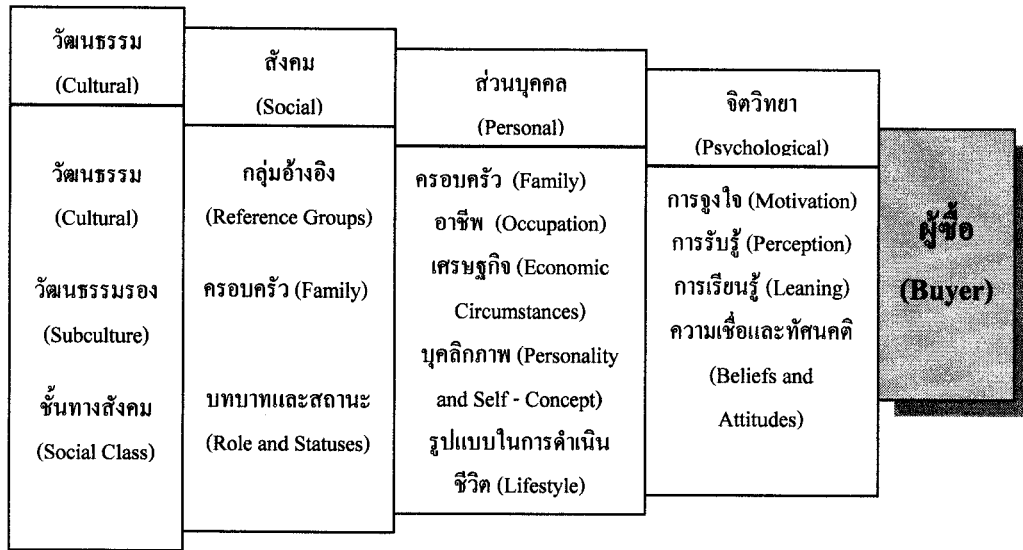 วัฒนธรรม
(Cultural)
วัฒนธรรม
(Cultural)
วัฒนธรรมรอง
(Subculture)
ชั้นทางสังคม
(Social Class)
สังคม
(Social)
กลุ่มอ้างอิง
(Reference Groups)
ครอบครัว (Family)
บทบาทและสถานะ
(Role and Statuses)
ส่วนบุคคล
(Personal)
ครอบครัว (Family)
อาชีพ (Occupation)
เศรษฐกิจ (Economic
Circumstances)
บุคลิกภาพ (Personality
and Self - Concept)
รูปแบบในการดำเนิน
ชีวิต (Lifestyle)
จิตวิทยา
(Psychological)
การจูงใจ (Motivation)
การรับรู้ (Perception)
การเรียนรู้ (Leaning)
ความเชื่อและทัศนคติ
(Beliefs and
Attitudes)
ผู้ซื้อ
(Buyer)